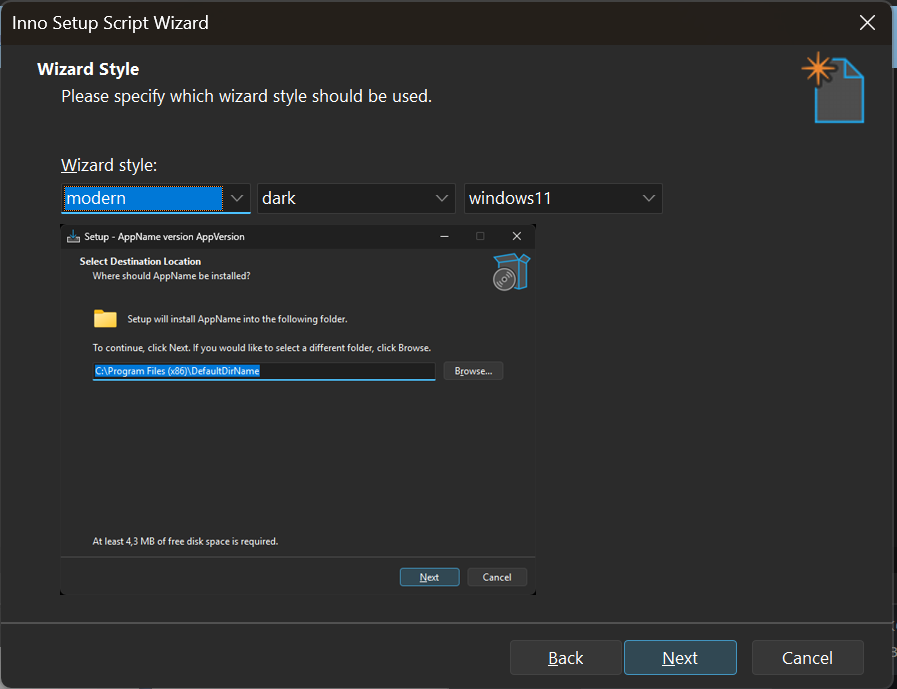 Inno Setup Script Wizard
Wizard Style
Please specify which wizard style should be used.
Wizard style:
modern dark windows11
Setup - AppName version AppVersion
Select Destination Location
Where should AppName be installed?
Setup will install AppName into the following folder.
To continue, click Next. If you would like to select a different folder, click Browse.
C:\Program Files (x86)\DefaultDirName Browse...
At least 4,3 MB of free disk space is required.
Next Cancel
Back Next Cancel